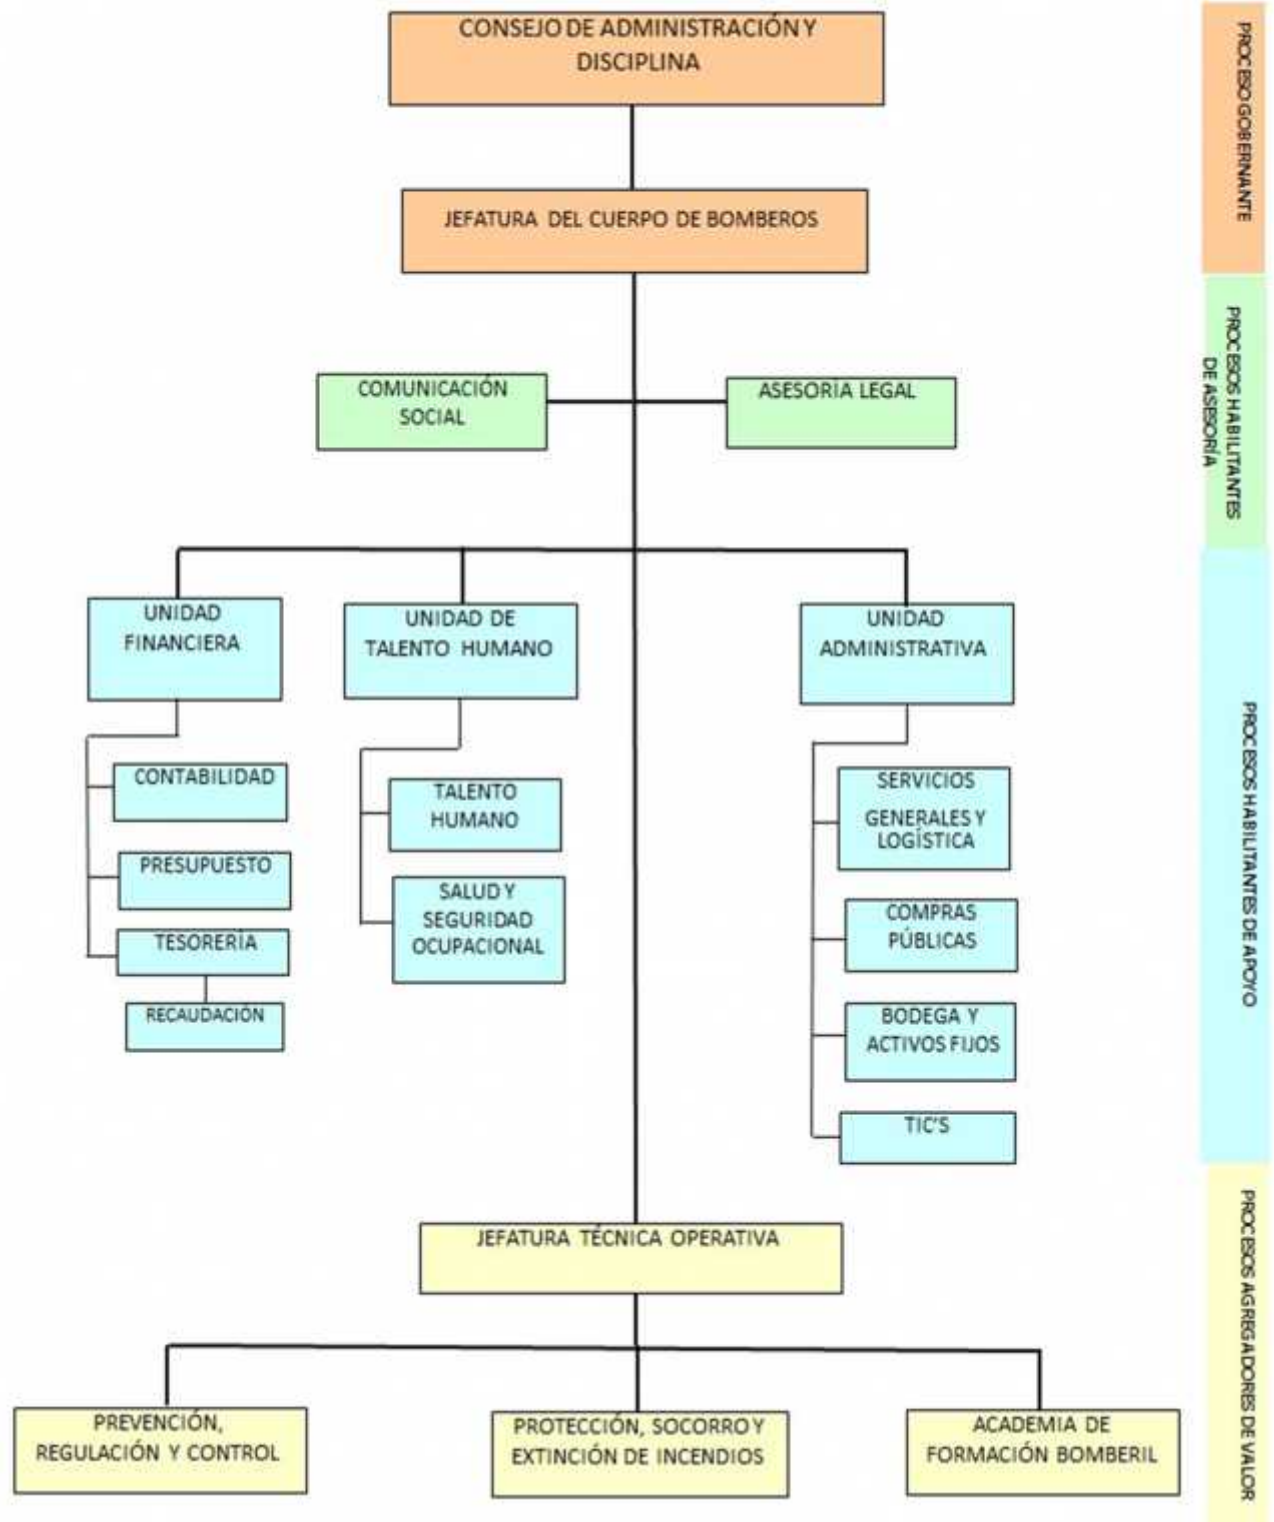 CONSEJO DE ADMINISTRACIÓN Y
DISCIPLINA
JEFATURA DEL CUERPO DE BOMBEROS
COMUNICACIÓN
SOCIAL
ASESORÍA LEGAL
UNIDAD
FINANCIERA
UNIDAD DE
TALENTO HUMANO
UNIDAD
ADMINISTRATIVA
CONTABILIDAD
PRESUPUESTO
TESORERÍA
RECAUDACIÓN
TALENTO
HUMANO
SALUD Y
SEGURIDAD
OCUPACIONAL
SERVICIOS
GENERALES Y
LOGÍSTICA
COMPRAS
PÚBLICAS
BODEGA Y
ACTIVOS FIJOS
TIC'S
JEFATURA TÉCNICA OPERATIVA
PREVENCIÓN,
REGULACIÓN Y CONTROL
PROTECCIÓN, SOCORRO Y
EXTINCIÓN DE INCENDIOS
ACADEMIA DE
FORMACIÓN BOMBERIL
PROCESO GOBERNANTE
PROCESOS HABILITANTES
DE ASESORÍA
PROCESOS HABILITANTES DE APOYO
PROCESOS AGREGADORES DE VALOR